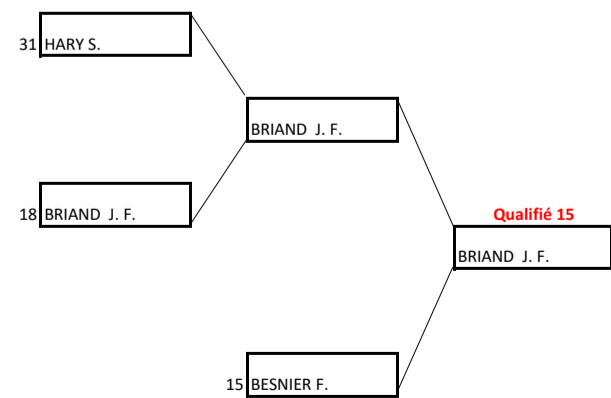 31 HARY S.
BRIAND J. F.
18 BRIAND J. F.
Qualifié 15
BRIAND J. F.
15 BESNIER F.